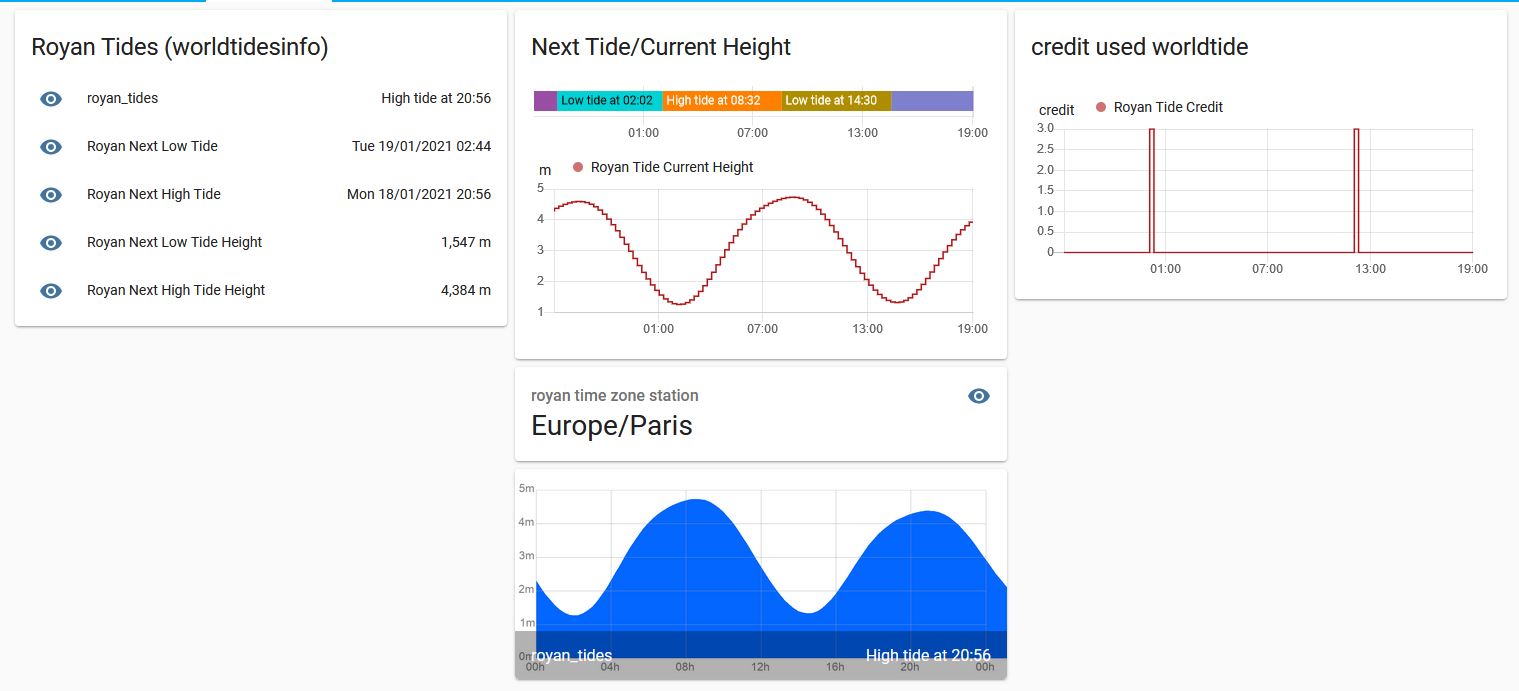 Royan Tides (worldtidesinfo)
royan_tides High tide at 20:56
Royan Next Low Tide Tue 19/01/2021 02:44
Royan Next High Tide Mon 18/01/2021 20:56
Royan Next Low Tide Height 1,547 m
Royan Next High Tide Height 4,384 m
Next Tide/Current Height
Low tide at 02:02 High tide at 08:32 Low tide at 14:30
01:00 07:00 13:00 19:00
m Royan Tide Current Height
5
4
3
2
1
01:00 07:00 13:00 19:00
royan time zone station
Europe/Paris
5m
4m
3m
2m
1m
0m
royan_tides High tide at 20:56
00h 04h 08h 12h 16h 20h 00h
credit used worldtide
credit Royan Tide Credit
3.0
2.5
2.0
1.5
1.0
0.5
0
01:00 07:00 13:00 19:00